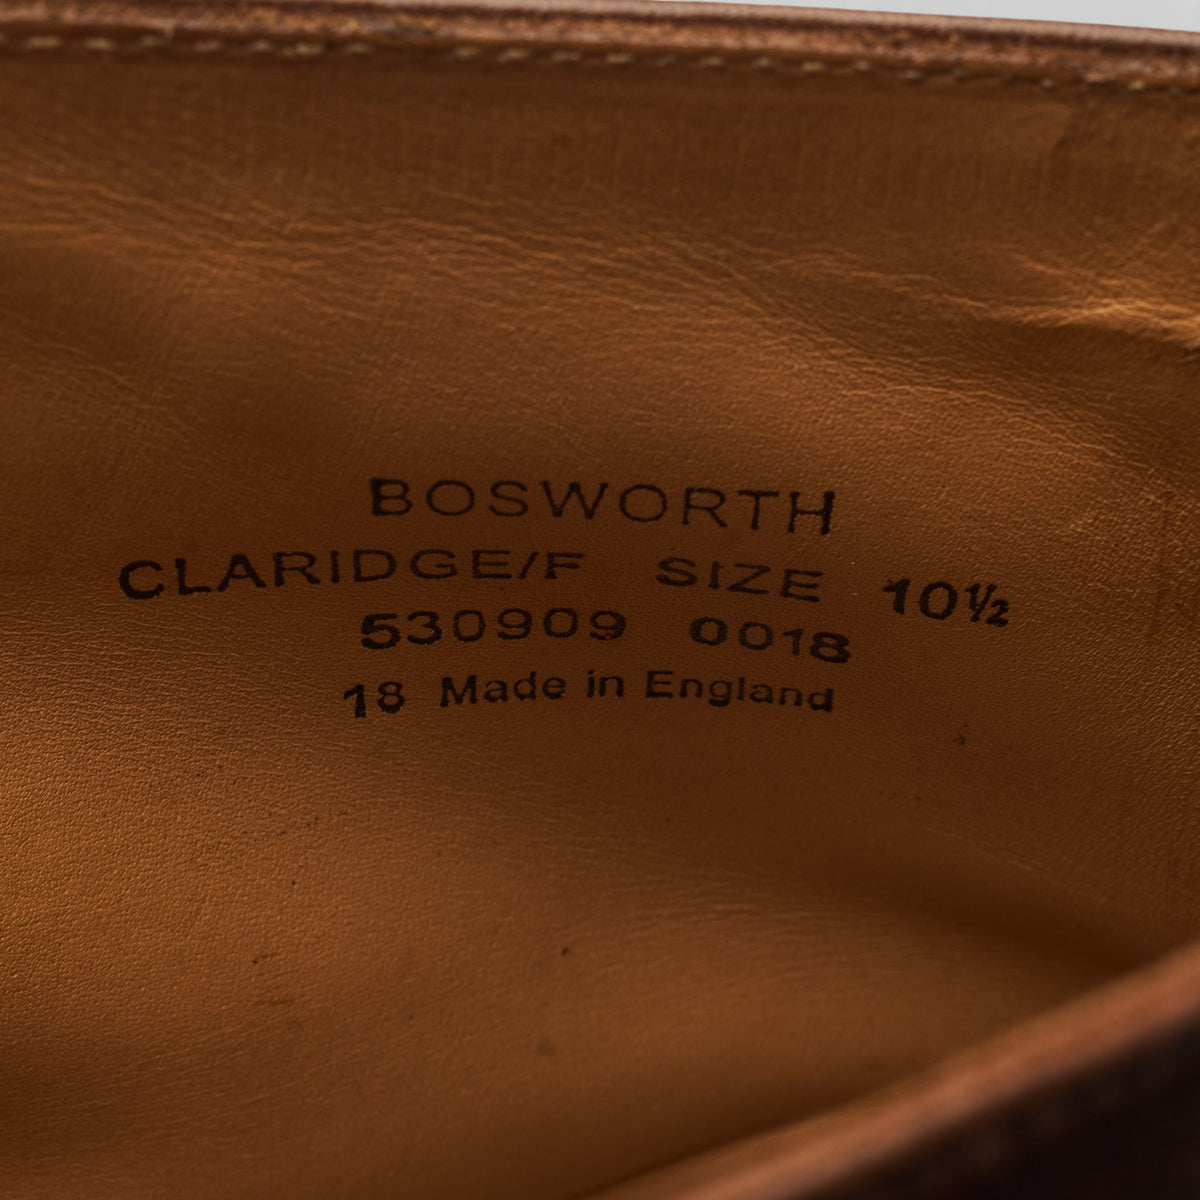 BOSWORTH
CLARIDGE/F SIZE 10½
530909 0018
18 Made in England